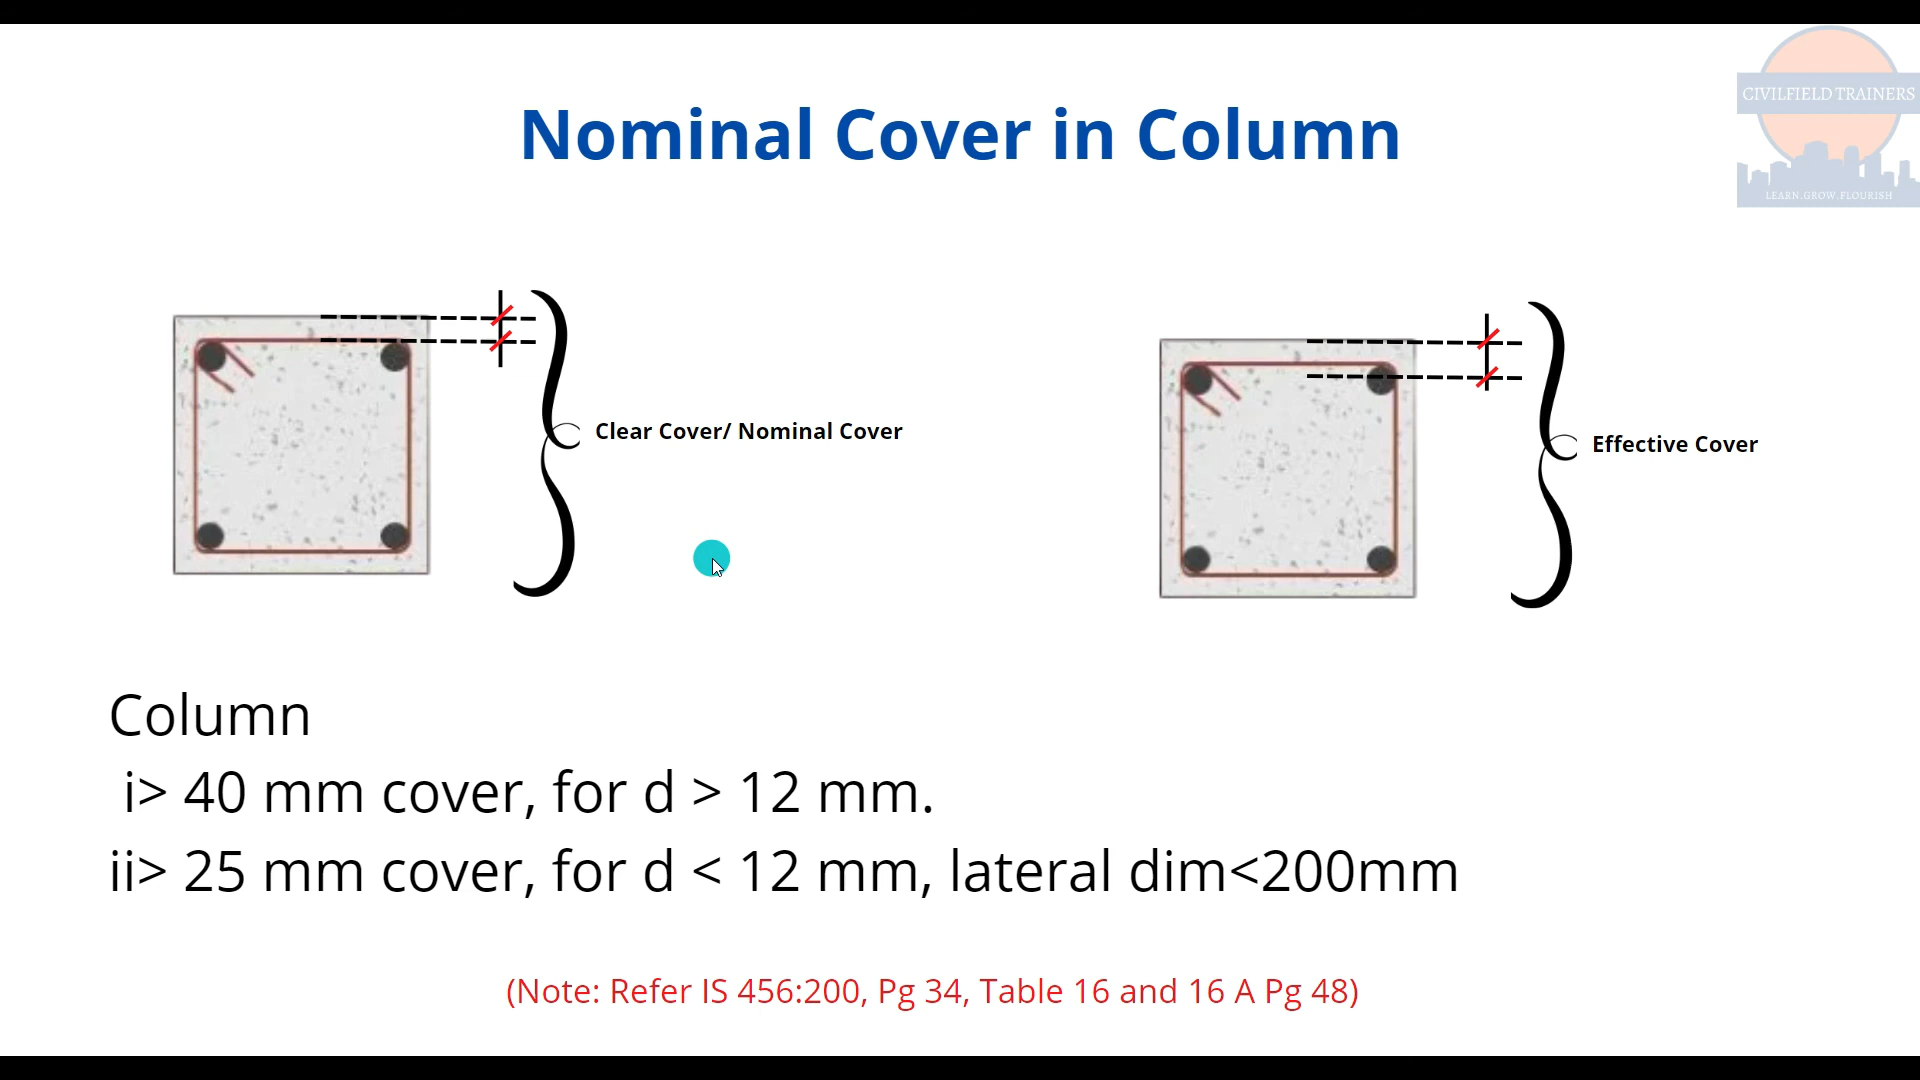 CIVILFIELD TRAINERS
LEARN.GROW.FLOURISH
Nominal Cover in Column
Clear Cover/ Nominal Cover
Effective Cover
Column
i> 40 mm cover, for d > 12 mm.
ii> 25 mm cover, for d < 12 mm, lateral dim<200mm
(Note: Refer IS 456:200, Pg 34, Table 16 and 16 A Pg 48)